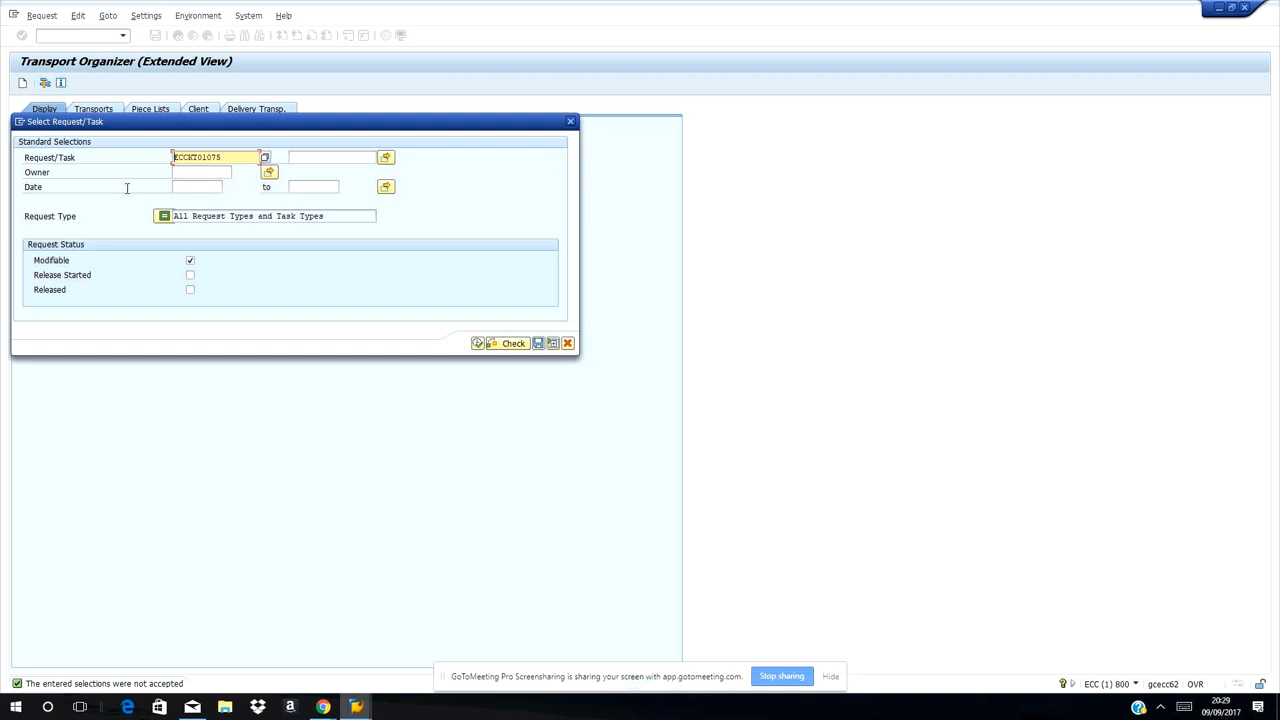 Request Edit Goto Settings Environment System Help
Transport Organizer (Extended View)
Display Transports Piece Lists Client Delivery Transp.
Select Request/Task
Standard Selections
Request/Task ECCKT01075
Owner
Date to
Request Type All Request Types and Task Types
Request Status
Modifiable
Release Started
Released
Check
GoToMeeting Pro Screensharing is sharing your screen with app.gotomeeting.com. Stop sharing Hide
The entered selections were not accepted
ECC (1) 800 gcecc62 OVR
20:29
09/09/2017